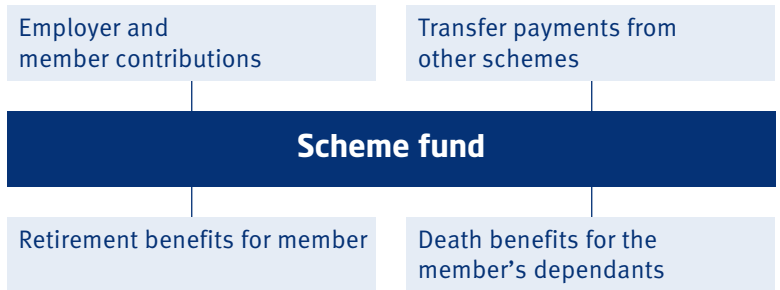 Employer and
member contributions
Transfer payments from
other schemes
Scheme fund
Retirement benefits for member
Death benefits for the
member's dependants